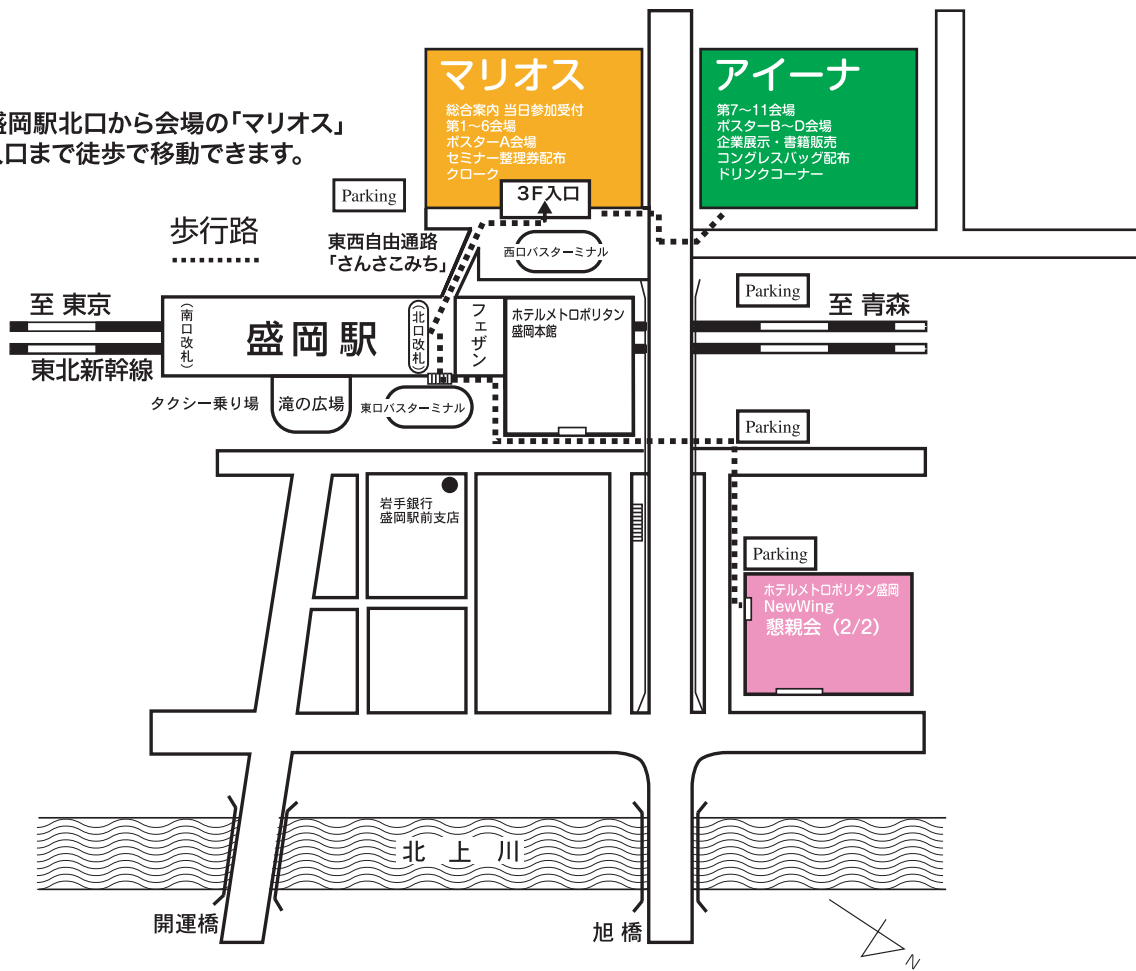 盛岡駅北口から会場の「マリオス」
入口まで徒歩で移動できます。
マリオス
総合案内 当日参加受付
第1～6会場
ポスターA会場
セミナー整理券配布
クローク
3F入口
アイーナ
第7～11会場
ポスターB～D会場
企業展示・書籍販売
コングレスバッグ配布
ドリンクコーナー
Parking
歩行路
東西自由通路
「さんさこみち」
西口バスターミナル
至 東京
東北新幹線
（南口改札）
盛岡駅
（北口改札）
フェザン
ホテルメトロポリタン
盛岡本館
Parking
至 青森
タクシー乗り場
滝の広場
東口バスターミナル
Parking
岩手銀行
盛岡駅前支店
Parking
ホテルメトロポリタン盛岡
NewWing
懇親会（2/2）
北上川
開運橋
旭橋
N